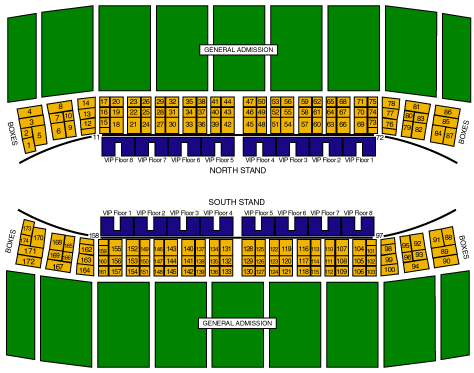 GENERAL ADMISSION
4 8 14 17 20 23 26 29 32 35 38 41 44 47 50 53 56 59 62 65 68 71 75 78 81 86
3 7 10 13 16 19 22 25 28 31 34 37 40 43 46 49 52 55 58 61 64 67 70 74 77 80 83 85
2 5 6 9 12 15 18 21 24 27 30 33 36 39 42 45 48 51 54 57 60 63 66 69 73 76 79 82 84 87
1 11 72
BOXES BOXES
VIP Floor 8 VIP Floor 7 VIP Floor 6 VIP Floor 5 VIP Floor 4 VIP Floor 3 VIP Floor 2 VIP Floor 1
NORTH STAND
SOUTH STAND
VIP Floor 1 VIP Floor 2 VIP Floor 3 VIP Floor 4 VIP Floor 5 VIP Floor 6 VIP Floor 7 VIP Floor 8
BOXES BOXES
173 158 97
174 170 168 165 162 155 152 149 146 143 140 137 134 131 128 125 122 119 116 113 110 107 104 101 98 95 92 91 88
171 169 166 163 160 156 153 150 147 144 141 138 135 132 129 126 123 120 117 114 111 108 105 102 99 96 93 89
172 167 164 161 157 154 151 148 145 142 139 136 133 130 127 124 121 118 115 112 109 106 103 100 94 90
GENERAL ADMISSION